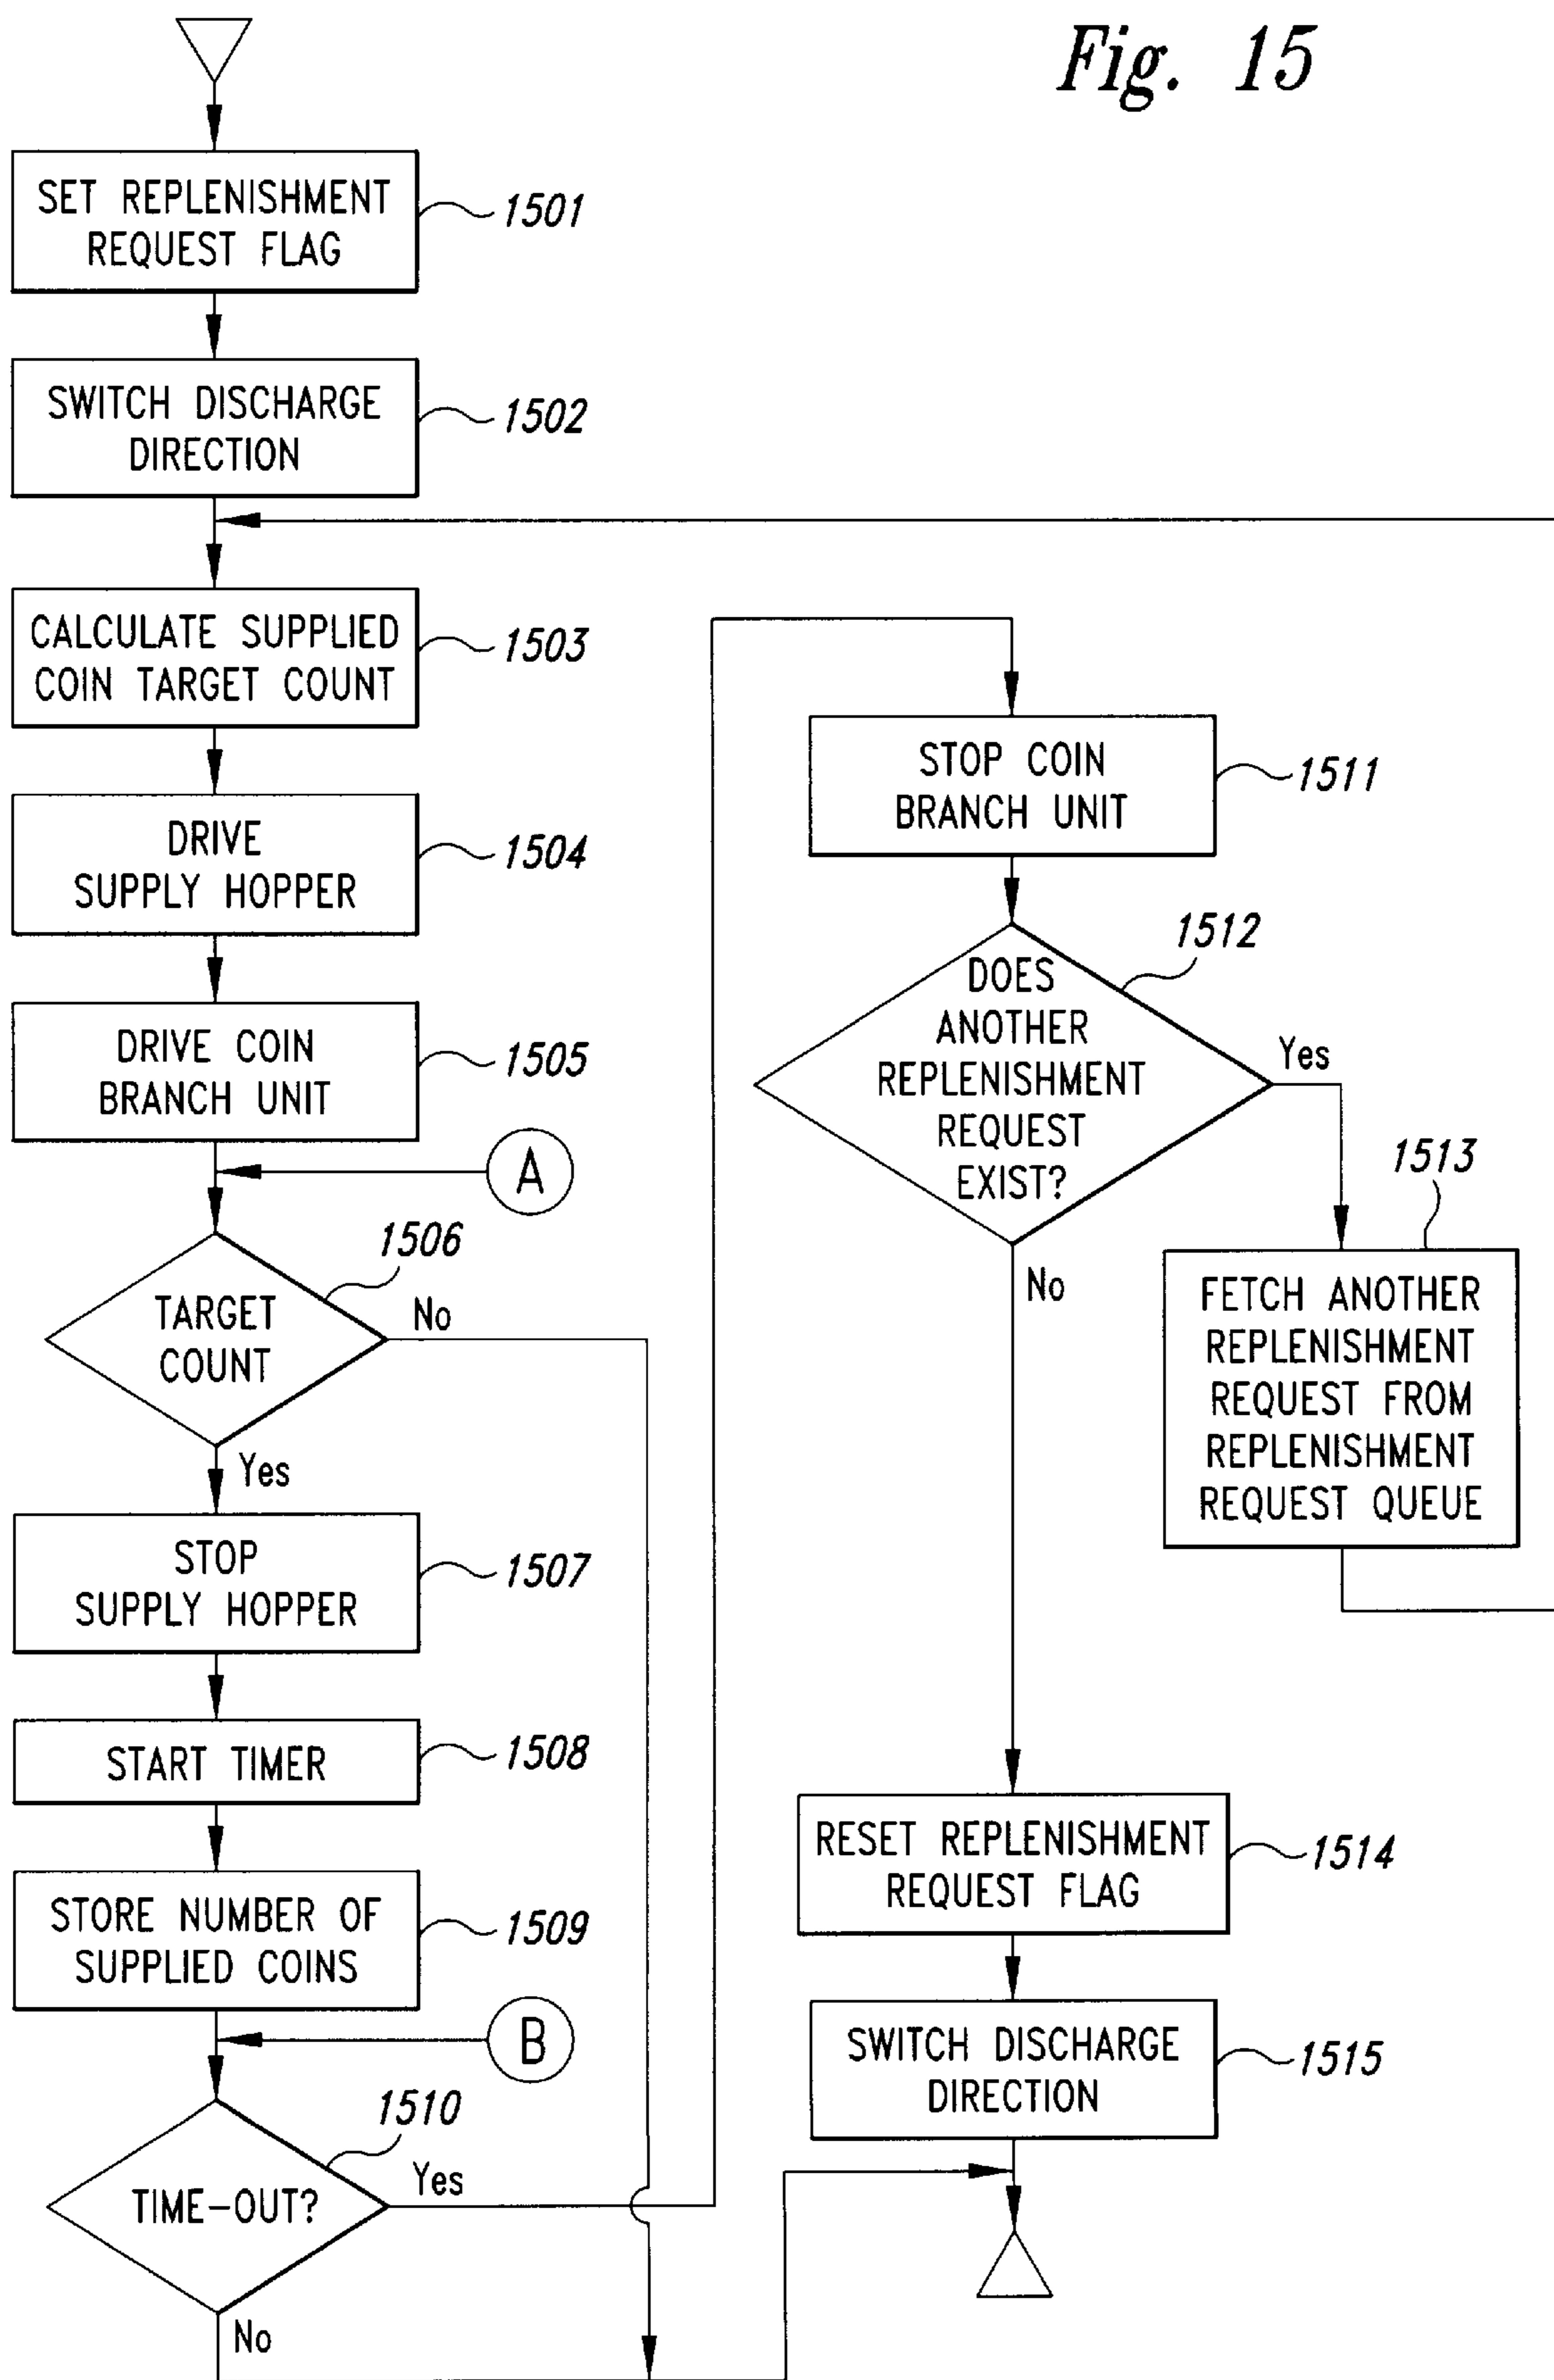 Fig. 15
SET REPLENISHMENT
REQUEST FLAG
1501
SWITCH DISCHARGE
DIRECTION
1502
CALCULATE SUPPLIED
COIN TARGET COUNT
1503
DRIVE
SUPPLY HOPPER
1504
DRIVE COIN
BRANCH UNIT
1505
A
1506
TARGET
COUNT
No
Yes
STOP
SUPPLY HOPPER
1507
START TIMER
1508
STORE NUMBER OF
SUPPLIED COINS
1509
B
1510
TIME-OUT?
Yes
No
STOP COIN
BRANCH UNIT
1511
1512
DOES
ANOTHER
REPLENISHMENT
REQUEST
EXIST?
Yes
No
1513
FETCH ANOTHER
REPLENISHMENT
REQUEST FROM
REPLENISHMENT
REQUEST QUEUE
RESET REPLENISHMENT
REQUEST FLAG
1514
SWITCH DISCHARGE
DIRECTION
1515